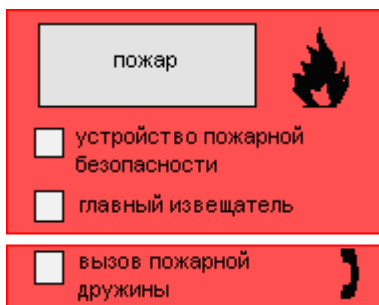 пожар
устройство пожарной
безопасности
главный извещатель
вызов пожарной
дружины